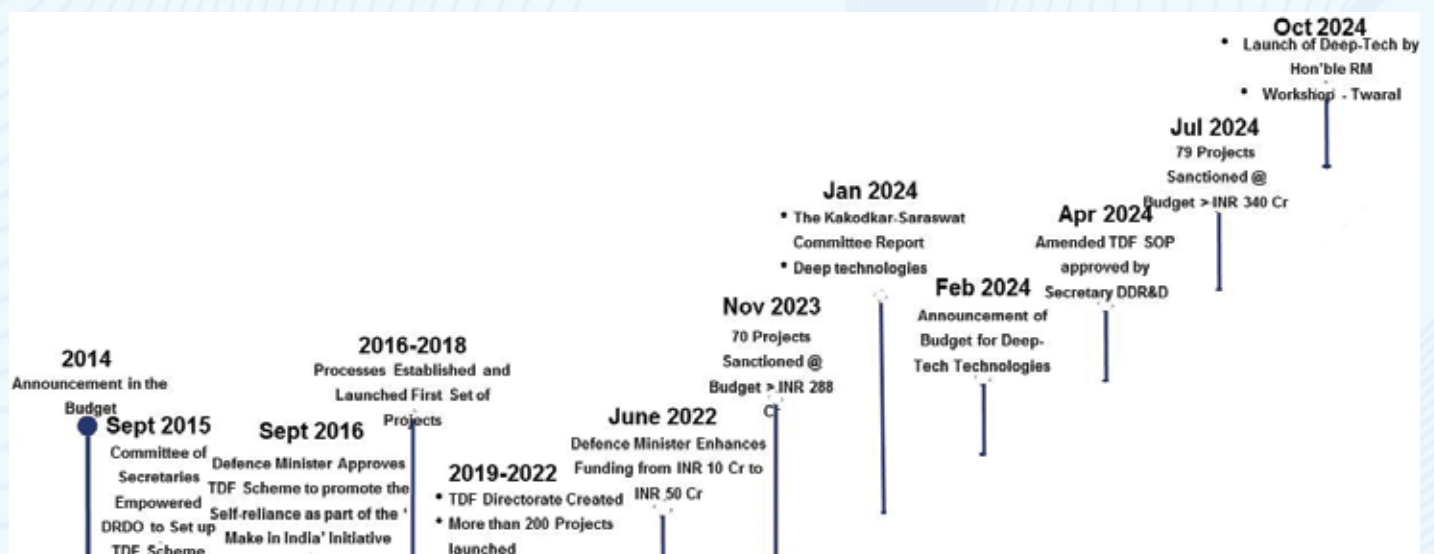 2014
Announcement in the
Budget
Sept 2015
Committee of
Secretaries
Empowered
DRDO to Set up
TDF Scheme
Sept 2016
Defence Minister Approves
TDF Scheme to promote the
Self-reliance as part of the '
Make in India' Initiative
2016-2018
Processes Established and
Launched First Set of
Projects
2019-2022
• TDF Directorate Created
• More than 200 Projects
launched
June 2022
Defence Minister Enhances
Funding from INR 10 Cr to
INR 50 Cr
Nov 2023
70 Projects
Sanctioned @
Budget > INR 288
Cr
Jan 2024
• The Kakodkar-Saraswat
Committee Report
• Deep technologies
Feb 2024
Announcement of
Budget for Deep-
Tech Technologies
Apr 2024
Amended TDF SOP
approved by
Secretary DDR&D
Jul 2024
79 Projects
Sanctioned @
Budget > INR 340 Cr
Oct 2024
• Launch of Deep-Tech by
Hon'ble RM
• Workshop - Twaral